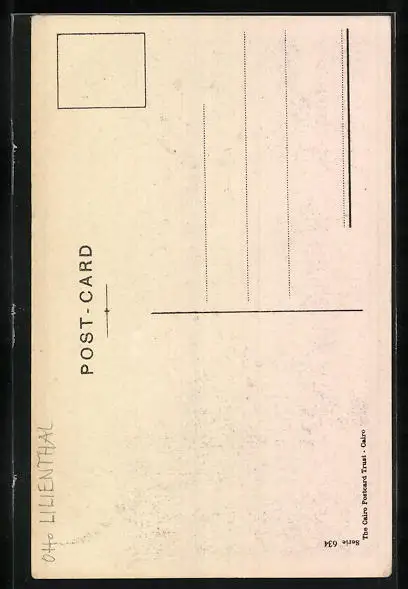 POST-CARD
Otto LILIENTHAL
Serie 634
The Cairo Postcard Trust - Cairo